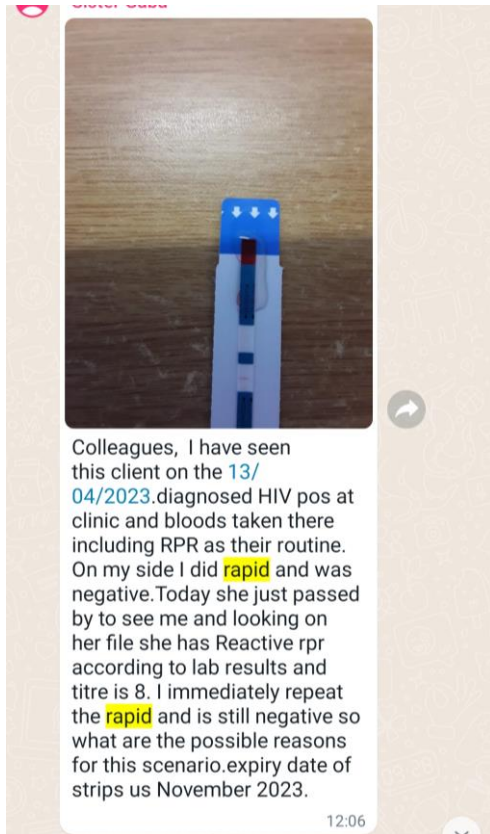 Colleagues,  I have seen
this client on the 13/
04/2023.diagnosed HIV pos at
clinic and bloods taken there
including RPR as their routine.
On my side I did rapid and was
negative.Today she just passed
by to see me and looking on
her file she has Reactive rpr
according to lab results and
titre is 8. I immediately repeat
the rapid and is still negative so
what are the possible reasons
for this scenario.expiry date of
strips us November 2023.
12:06